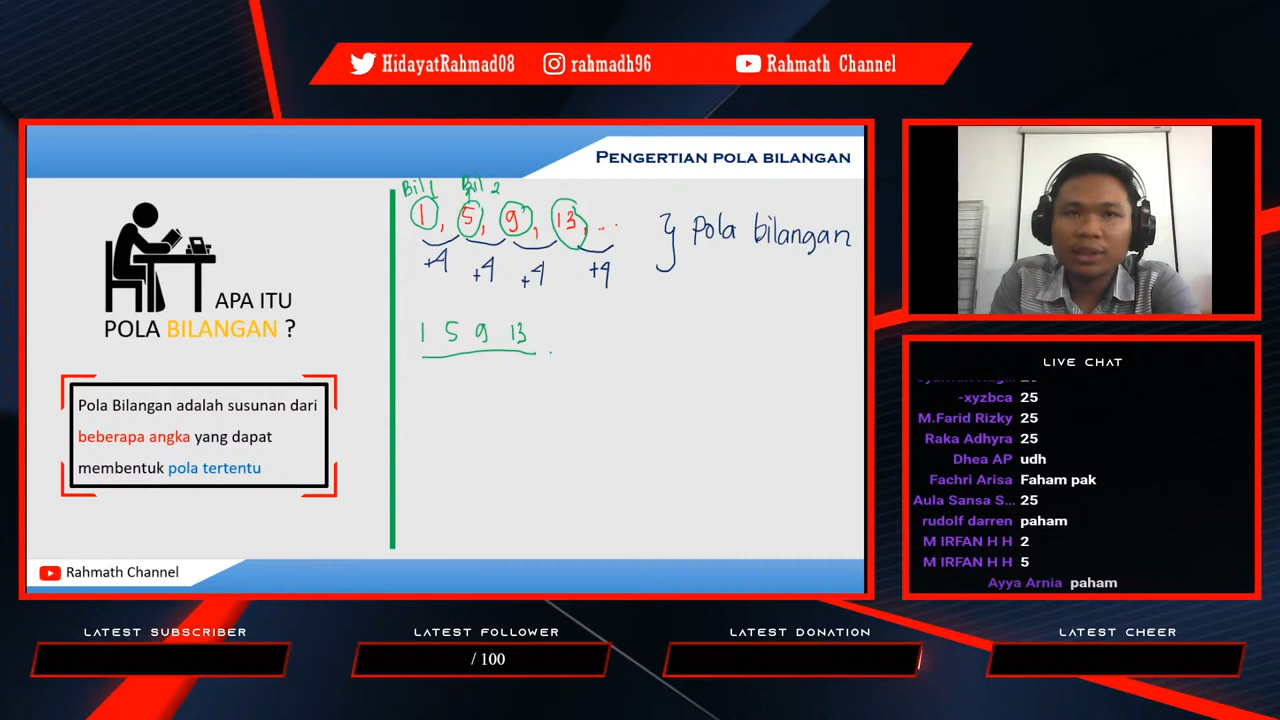 HidayatRahmad08 rahmadh96 Rahmath Channel
PENGERTIAN POLA BILANGAN
Bil 1 Bil 2
1, 5, 9, 13, ...
+4 +4 +4 +4
} Pola bilangan
1 5 9 13
APA ITU
POLA BILANGAN ?
Pola Bilangan adalah susunan dari
beberapa angka yang dapat
membentuk pola tertentu
Rahmath Channel
LIVE CHAT
-xyzbca 25
M.Farid Rizky 25
Raka Adhyra 25
Dhea AP udh
Fachri Arisa Faham pak
Aula Sansa S... 25
rudolf darren paham
M IRFAN H H 2
M IRFAN H H 5
Ayya Arnia paham
LATEST SUBSCRIBER
LATEST FOLLOWER
/ 100
LATEST DONATION
LATEST CHEER